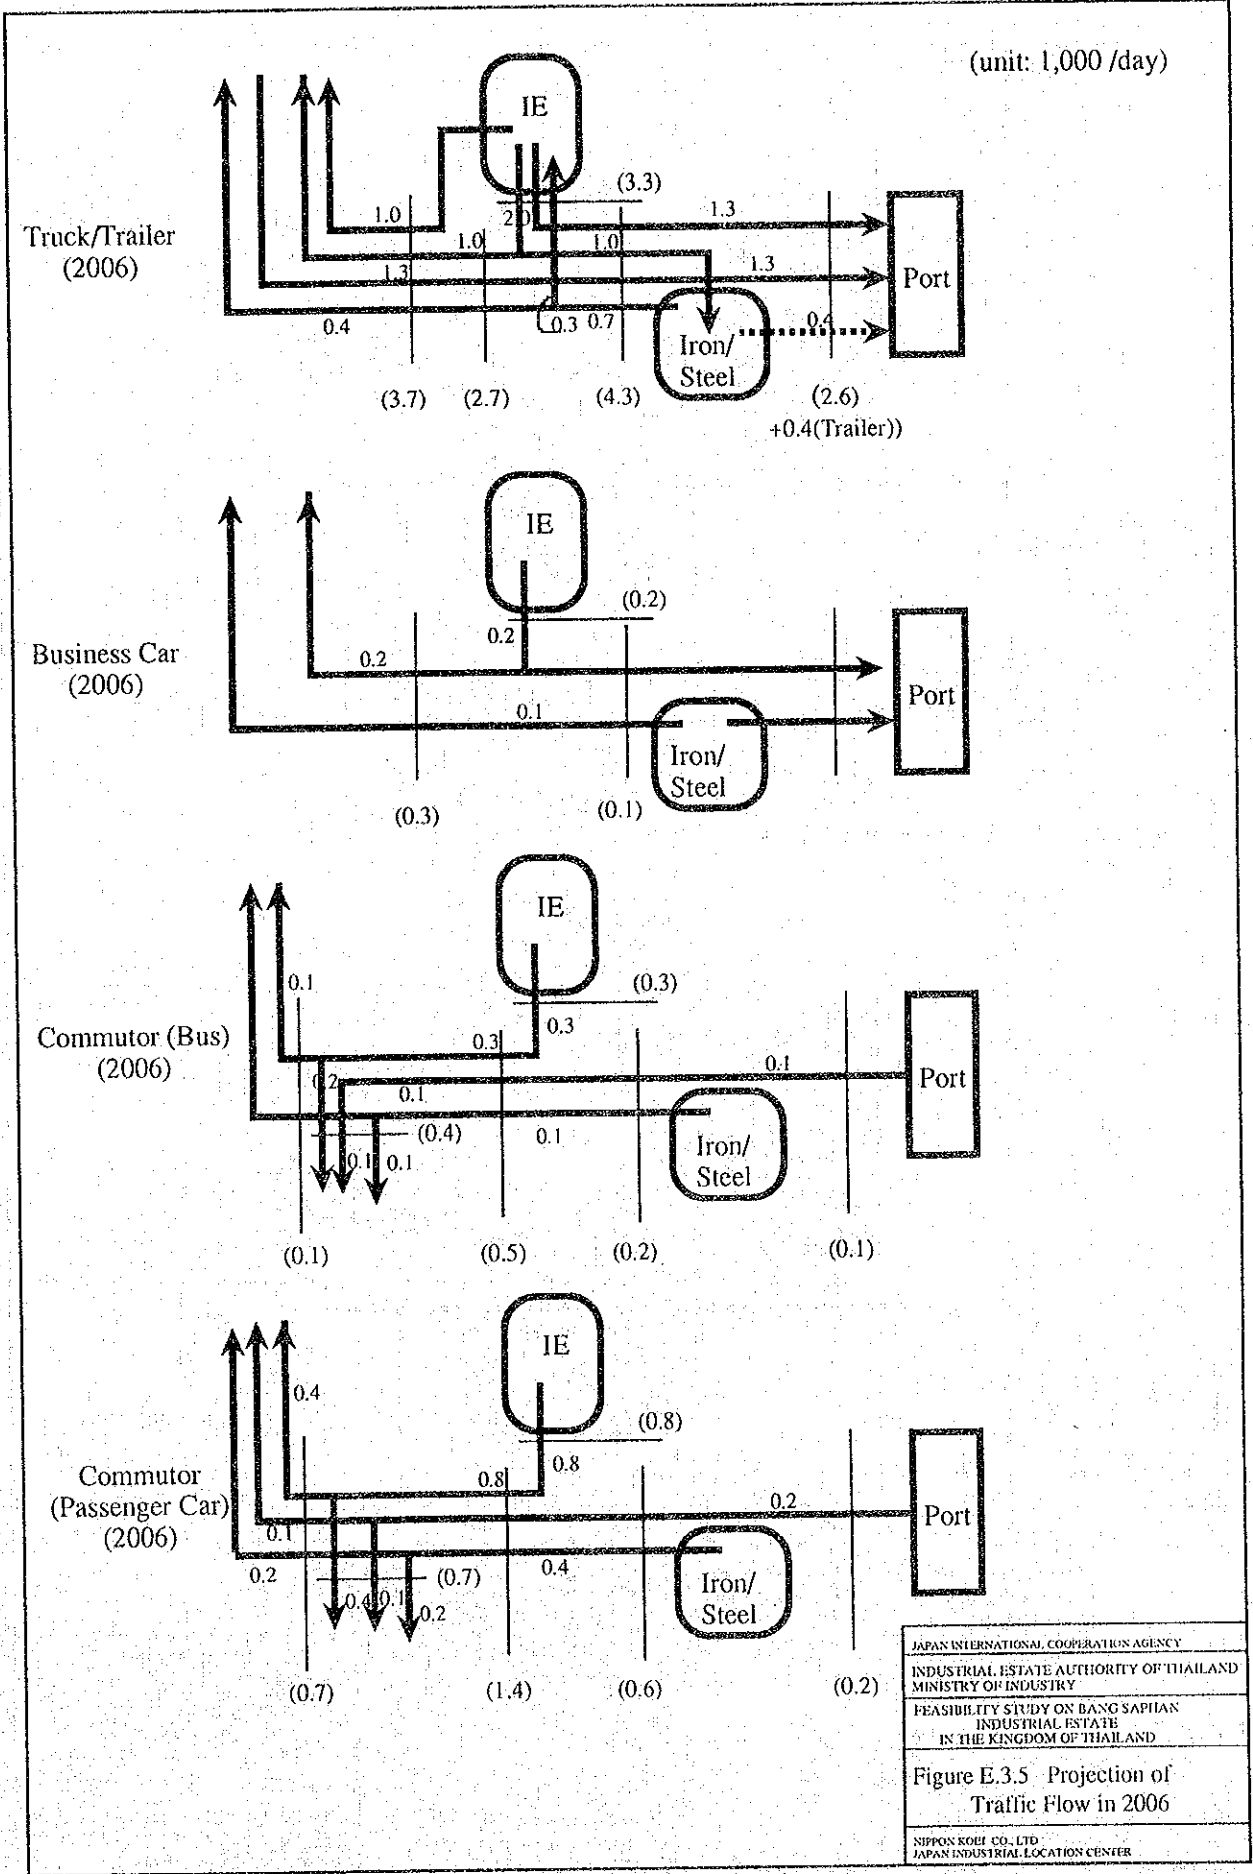 (unit: 1,000 /day)
IE
(3.3)
1.0
2.0
1.3
Truck/Trailer
(2006)
1.0
1.0
1.3
1.3
Port
0.4
0.3
0.7
0.4
Iron/
Steel
(3.7)
(2.7)
(4.3)
(2.6)
+0.4(Trailer))
IE
(0.2)
0.2
Business Car
(2006)
0.2
Port
0.1
Iron/
Steel
(0.3)
(0.1)
IE
0.1
(0.3)
0.3
Commutor (Bus)
(2006)
0.3
0.1
Port
0.2
0.1
(0.4)
0.1
0.1
0.1
Iron/
Steel
(0.1)
(0.5)
(0.2)
(0.1)
IE
0.4
(0.8)
0.8
Commutor
(Passenger Car)
(2006)
0.8
0.2
Port
0.1
0.2
(0.7)
0.4
0.4
0.1
0.2
Iron/
Steel
(0.7)
(1.4)
(0.6)
(0.2)
JAPAN INTERNATIONAL COOPERATION AGENCY
INDUSTRIAL ESTATE AUTHORITY OF THAILAND
MINISTRY OF INDUSTRY
FEASIBILITY STUDY ON BANG SAPHAN
INDUSTRIAL ESTATE
IN THE KINGDOM OF THAILAND
Figure E.3.5 Projection of
Traffic Flow in 2006
NIPPON KOEI CO., LTD
JAPAN INDUSTRIAL LOCATION CENTER